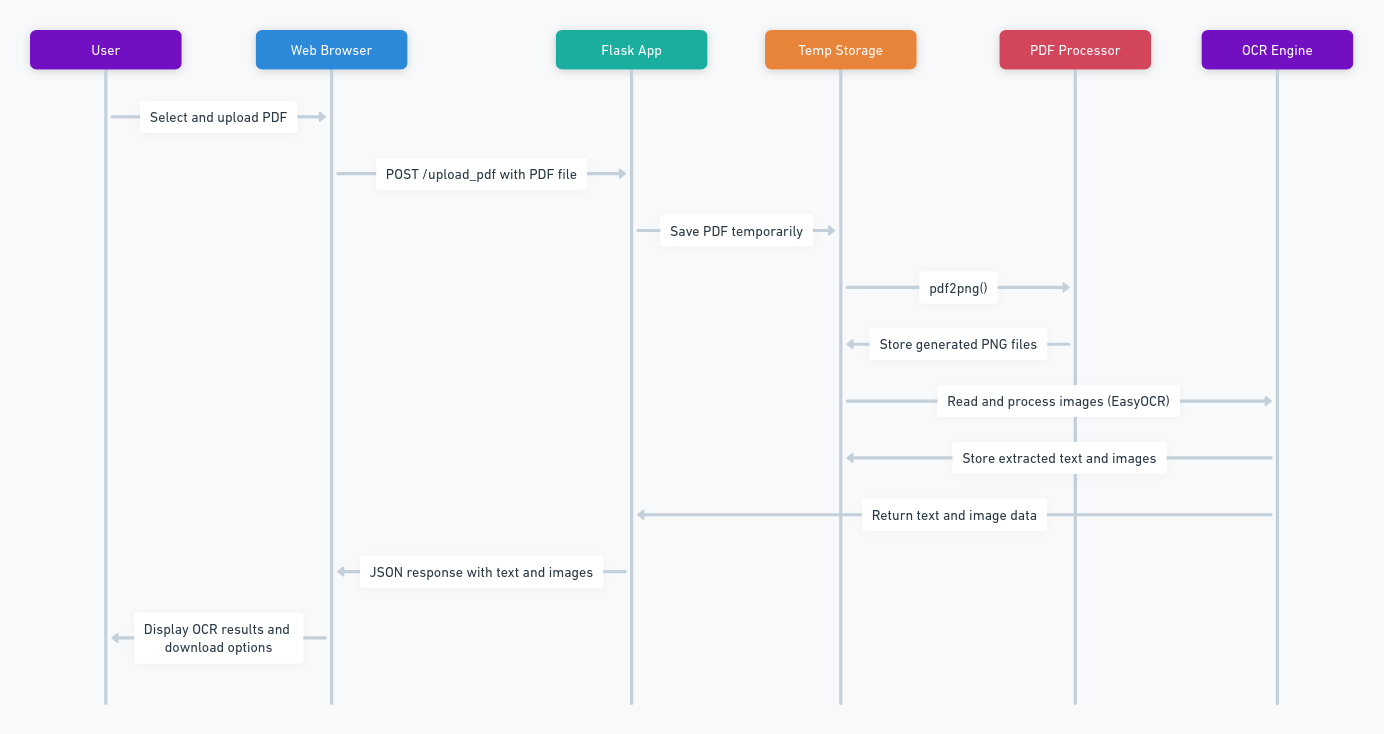 User
Web Browser
Flask App
Temp Storage
PDF Processor
OCR Engine
Select and upload PDF
POST /upload_pdf with PDF file
Save PDF temporarily
pdf2png()
Store generated PNG files
Read and process images (EasyOCR)
Store extracted text and images
Return text and image data
JSON response with text and images
Display OCR results and
download options